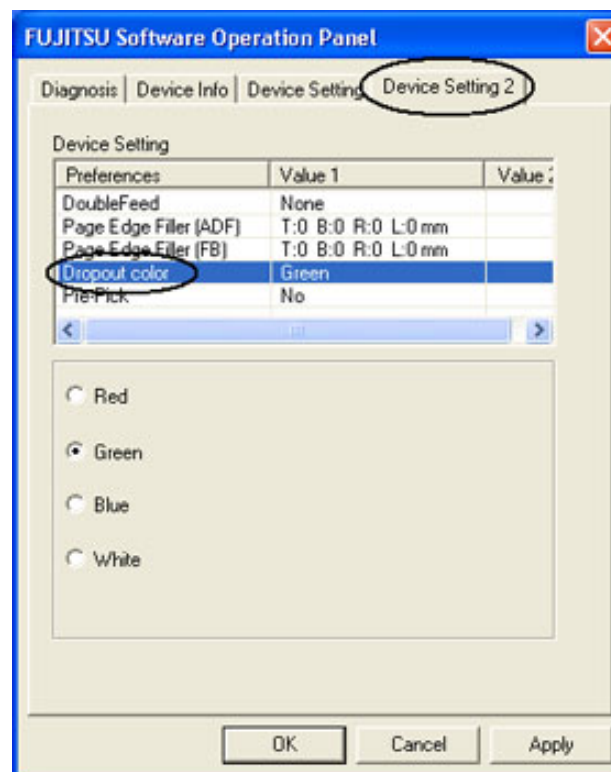 FUJITSU Software Operation Panel
Diagnosis Device Info Device Setting Device Setting 2
Device Setting
Preferences Value 1 Value 2
DoubleFeed None
Page Edge Filler (ADF) T:0 B:0 R:0 L:0 mm
Page Edge Filler (FB) T:0 B:0 R:0 L:0 mm
Dropout color Green
Pre-Pick No
Red
Green
Blue
White
OK Cancel Apply